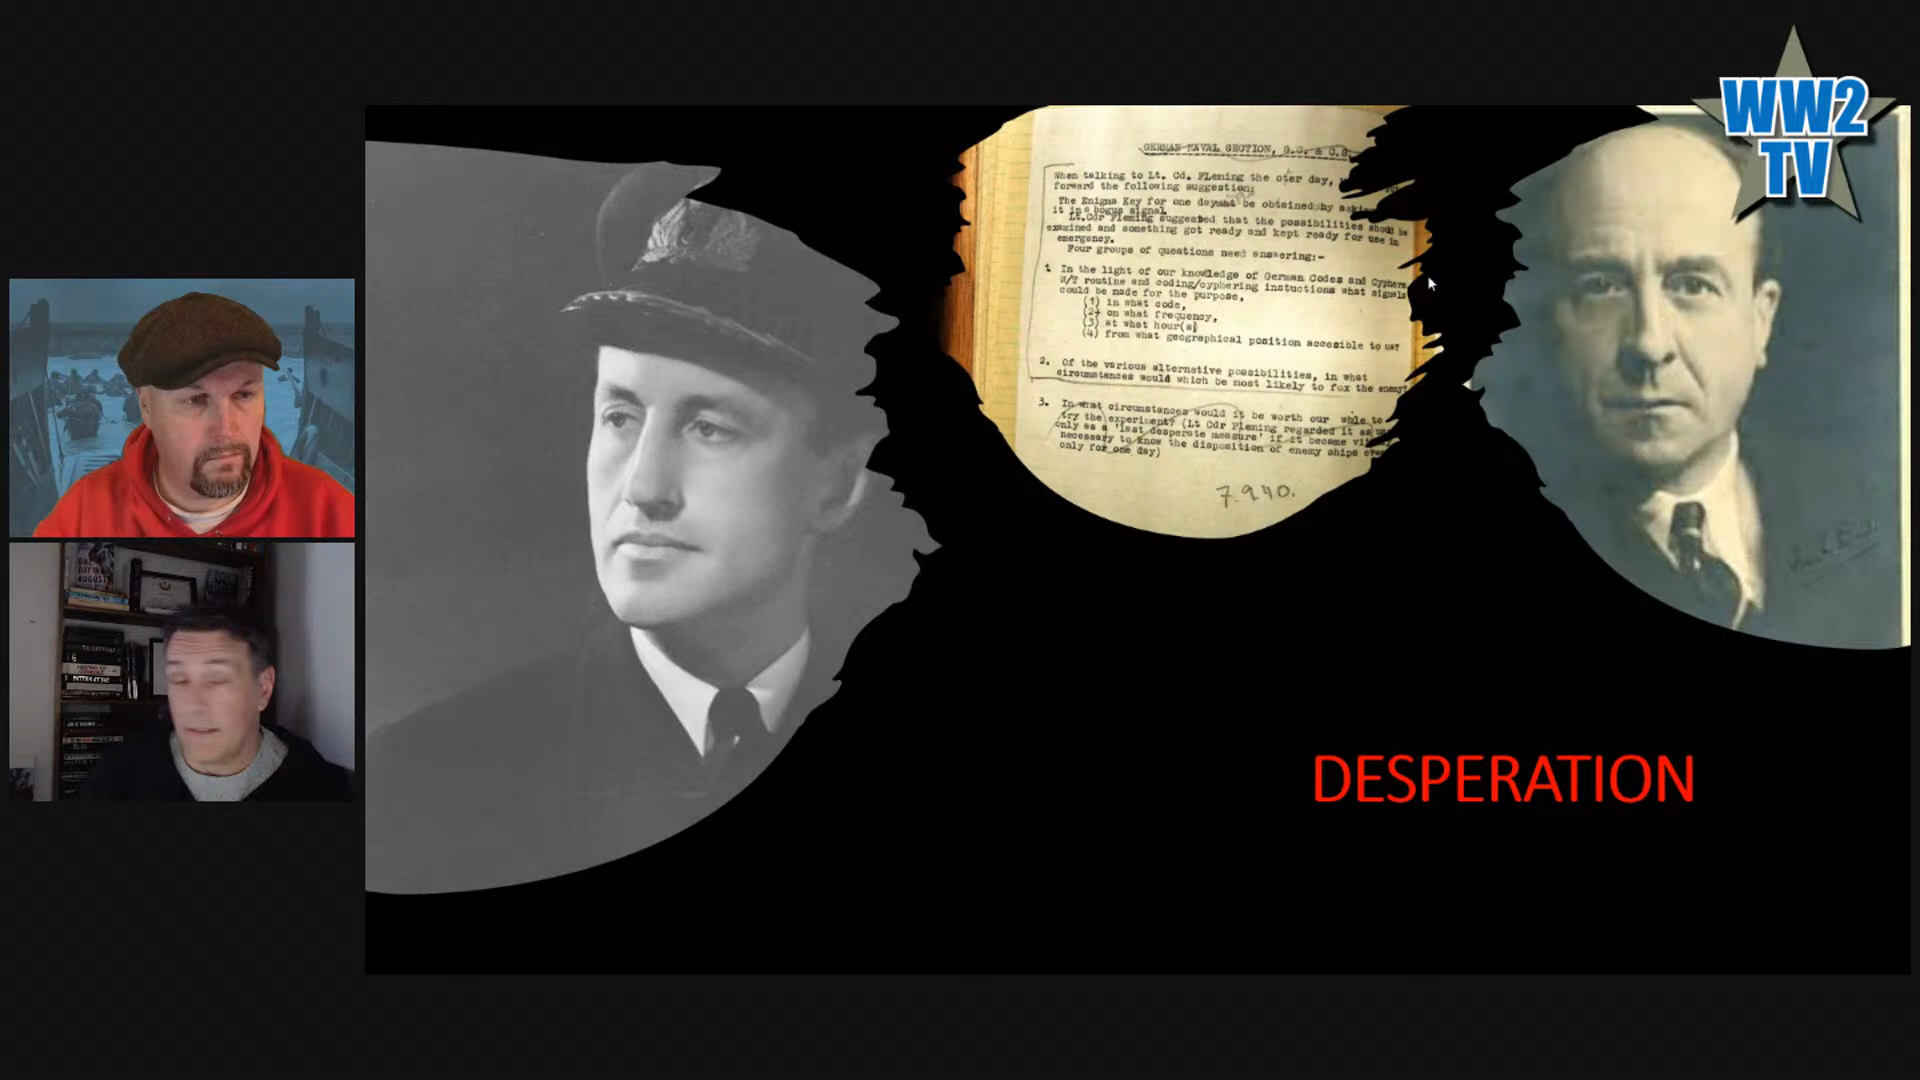 WW2
TV
GERMAN NAVAL SECTION, G.C. & C.S.
When talking to Lt. Cd. FLeming the oter day,
forward the following suggestion;
The Enigma Key for one day be obtained by
it in a bogus signal.
Lt.Cdr Fleming suggested that the possibilities should be
examined and something got ready and kept ready for use in
emergency.
Four groups of questions need answering:-
1. In the light of our knowledge of German Codes and Cyphers,
W/T routine and coding/cyphering instuctions what signals
could be made for the purpose,
(1) in what code,
(2) on what frequency,
(3) at what hour(s)
(4) from what geographical position accesible to us?
2. Of the various alternative possibilities, in what
circumstances would which be most likely to fox the enemy?
3. In what circumstances would it be worth our while to
try the experiment? (Lt Cdr Fleming regarded it as
only as a 'last desperate measure' if it became
necessary to know the disposition of enemy ships
only for one day)
7.9.40.
DESPERATION
ONE
DAY IN
AUGUST